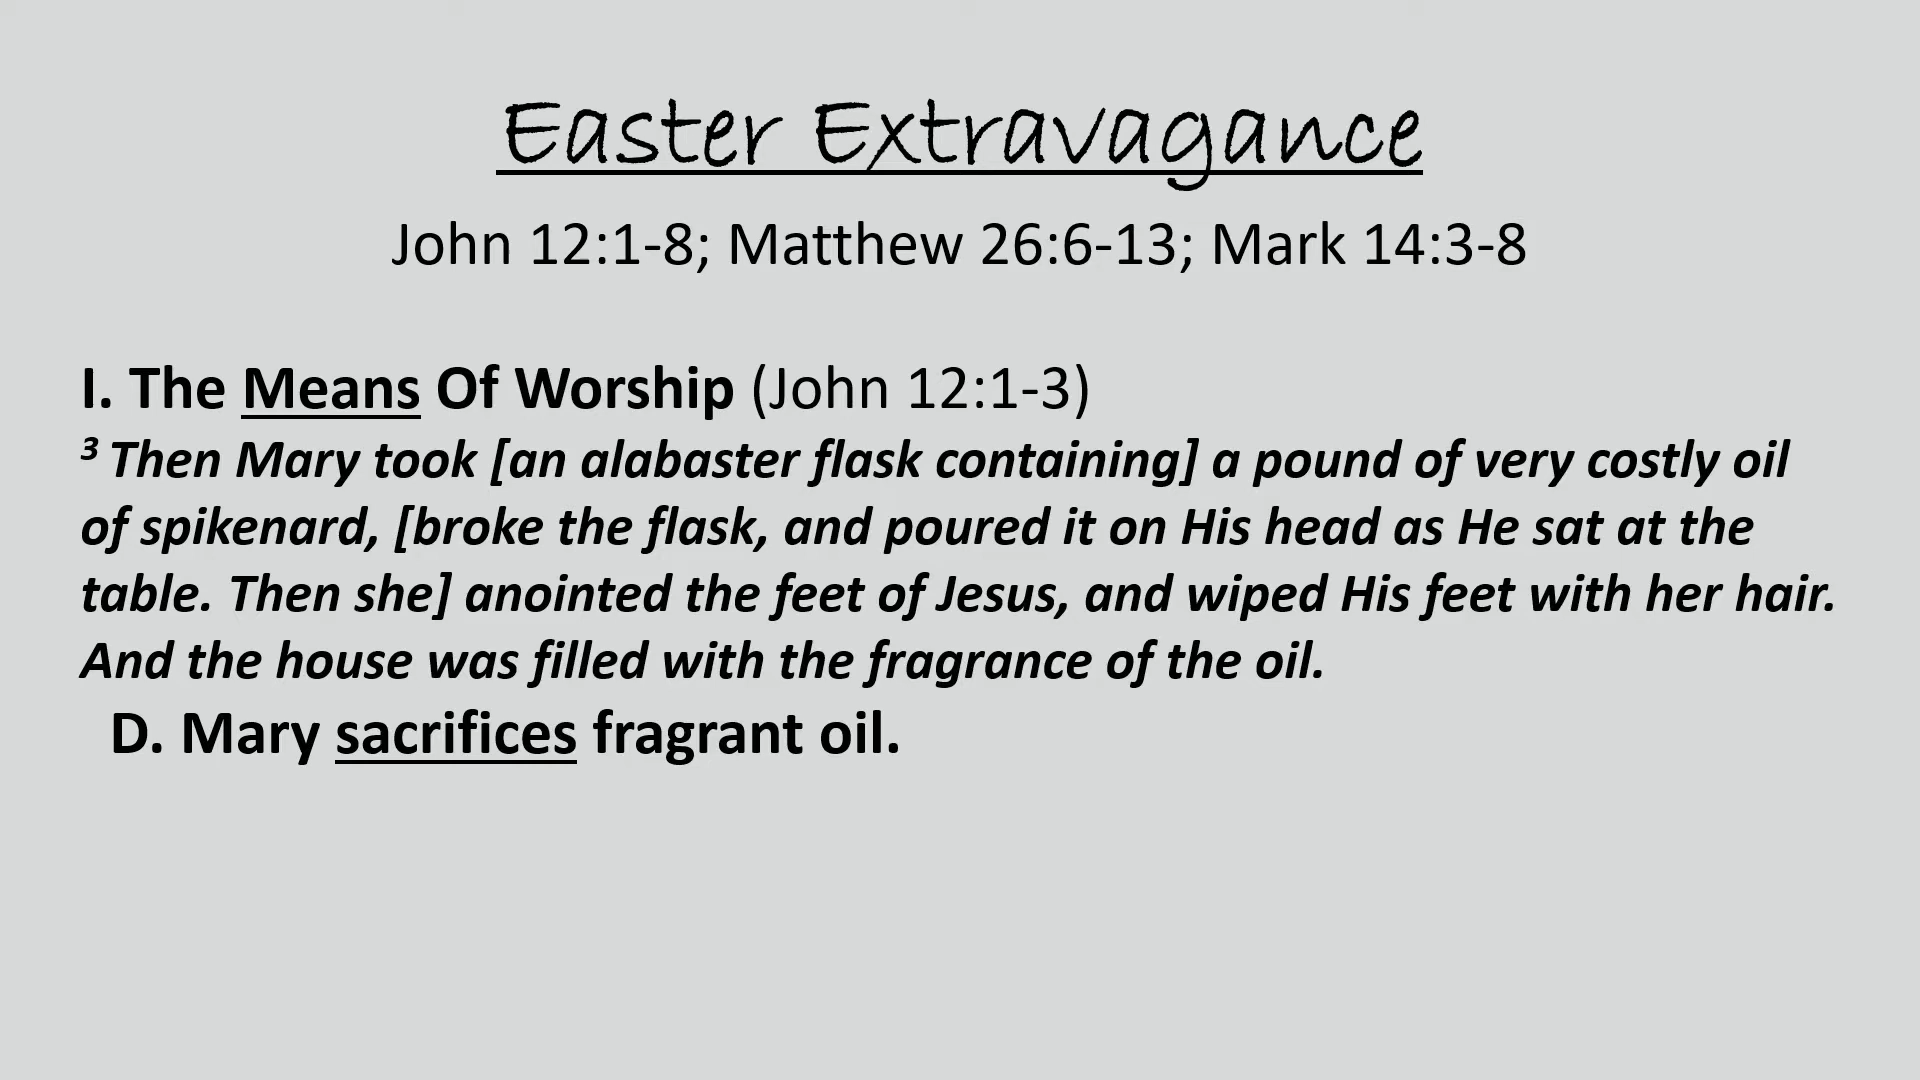 Easter Extravagance
John 12:1-8; Matthew 26:6-13; Mark 14:3-8
I. The Means Of Worship (John 12:1-3)
3 Then Mary took [an alabaster flask containing] a pound of very costly oil
of spikenard, [broke the flask, and poured it on His head as He sat at the
table. Then she] anointed the feet of Jesus, and wiped His feet with her hair.
And the house was filled with the fragrance of the oil.
D. Mary sacrifices fragrant oil.